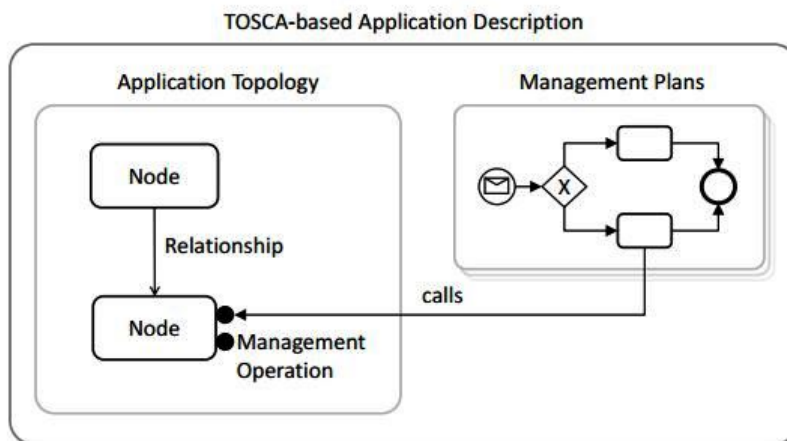 TOSCA-based Application Description
Application Topology
Management Plans
Node
X
Relationship
calls
Node
Management
Operation